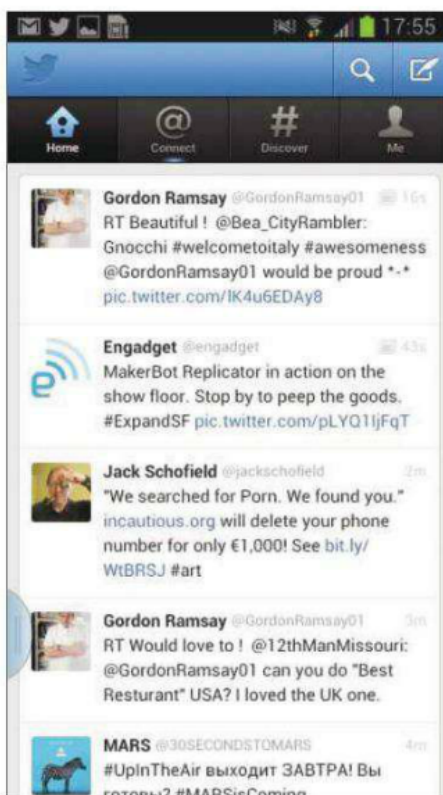 17:55
Home
Connect
Discover
Me
Gordon Ramsay @GordonRamsay01 16s
RT Beautiful ! @Bea_CityRambler:
Gnocchi #welcometoitaly #awesomeness
@GordonRamsay01 would be proud *-*
pic.twitter.com/lK4u6EDAy8
Engadget @engadget 43s
MakerBot Replicator in action on the
show floor. Stop by to peep the goods.
#ExpandSF pic.twitter.com/pLYQ1IjFqT
Jack Schofield @jackschofield 2m
"We searched for Porn. We found you."
incautious.org will delete your phone
number for only €1,000! See bit.ly/
WtBRSJ #art
Gordon Ramsay @GordonRamsay01 3m
RT Would love to ! @12thManMissouri:
@GordonRamsay01 can you do "Best
Resturant" USA? I loved the UK one.
MARS @30SECONDSTOMARS 4m
#UpInTheAir выходит ЗАВТРА! Вы
готовы? #MARSisComing